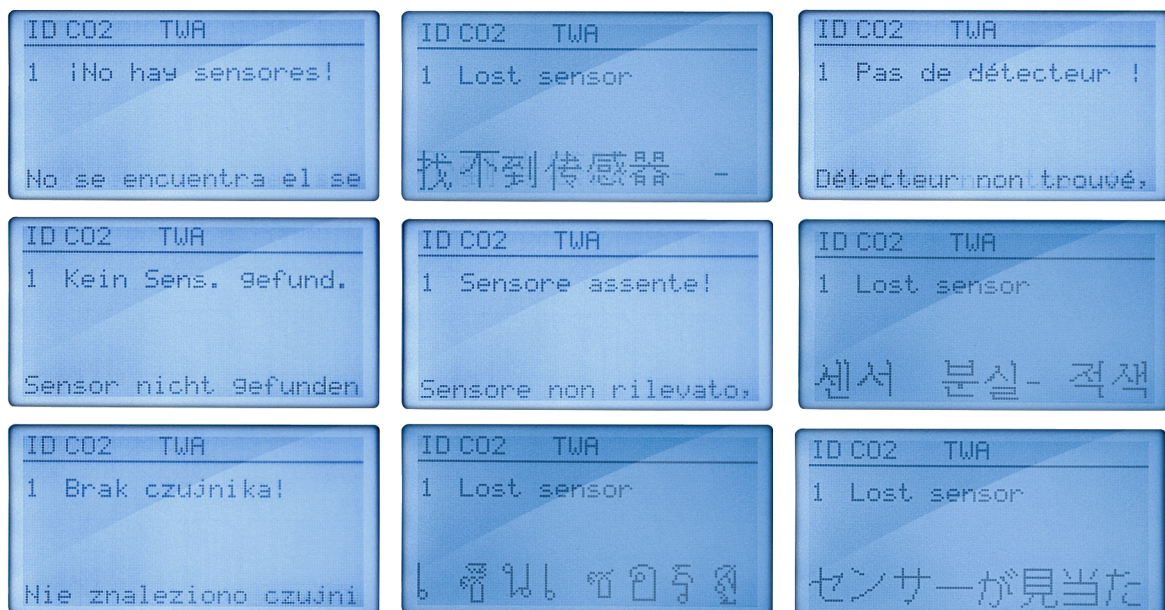 ID CO2 TWA
1 ¡No hay sensores!
No se encuentra el se
ID CO2 TWA
1 Lost sensor
找不到传感器 -
ID CO2 TWA
1 Pas de détecteur !
Détecteur non trouvé,
ID CO2 TWA
1 Kein Sens. gefund.
Sensor nicht gefunden
ID CO2 TWA
1 Sensore assente!
Sensore non rilevato,
ID CO2 TWA
1 Lost sensor
센서 분실- 적색
ID CO2 TWA
1 Brak czujnika!
Nie znaleziono czujni
ID CO2 TWA
1 Lost sensor
ID CO2 TWA
1 Lost sensor
センサーが見当た